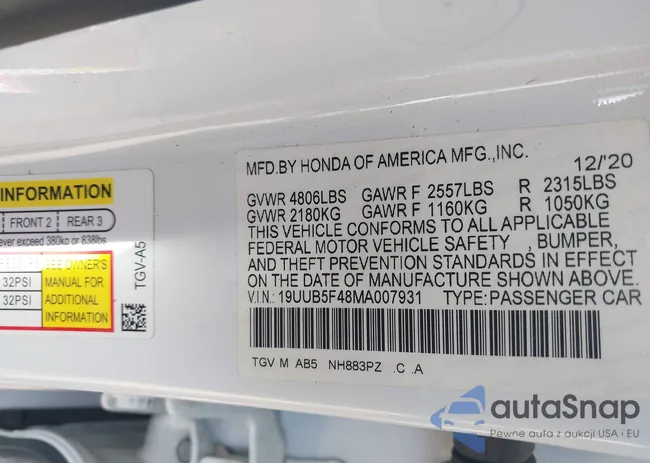 INFORMATION
FRONT 2 REAR 3
ever exceed 380kg or 838lbs
SEE OWNER'S
32PSI MANUAL FOR
ADDITIONAL
32PSI INFORMATION
TGV-A5
MFD.BY HONDA OF AMERICA MFG.,INC. 12/'20
GVWR 4806LBS GAWR F 2557LBS R 2315LBS
GVWR 2180KG GAWR F 1160KG R 1050KG
THIS VEHICLE CONFORMS TO ALL APPLICABLE
FEDERAL MOTOR VEHICLE SAFETY , BUMPER,
AND THEFT PREVENTION STANDARDS IN EFFECT
ON THE DATE OF MANUFACTURE SHOWN ABOVE.
V.I.N: 19UUB5F48MA007931 TYPE:PASSENGER CAR
TGV M AB5 NH883PZ .C .A
autaSnap
Pewne auta z aukcji USA i EU